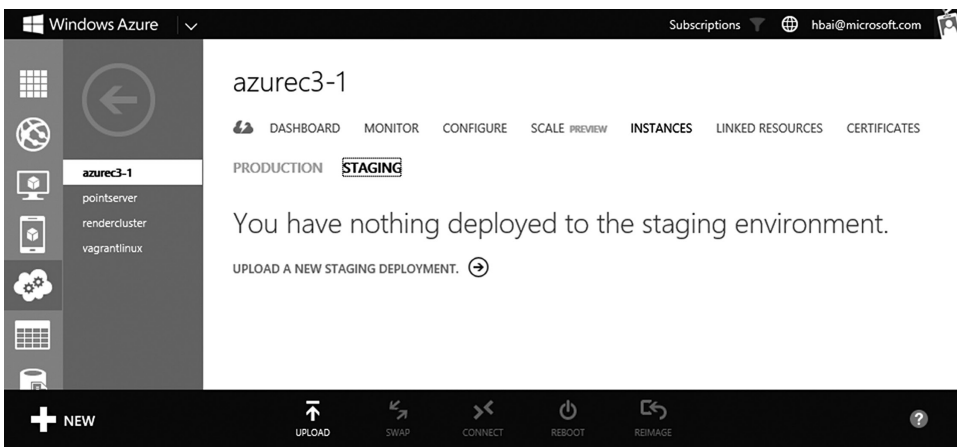 Windows Azure
Subscriptions hbai@microsoft.com
azurec3-1
pointserver
rendercluster
vagrantlinux
azurec3-1
DASHBOARD MONITOR CONFIGURE SCALE PREVIEW INSTANCES LINKED RESOURCES CERTIFICATES
PRODUCTION STAGING
You have nothing deployed to the staging environment.
UPLOAD A NEW STAGING DEPLOYMENT.
NEW
UPLOAD SWAP CONNECT REBOOT REIMAGE
?